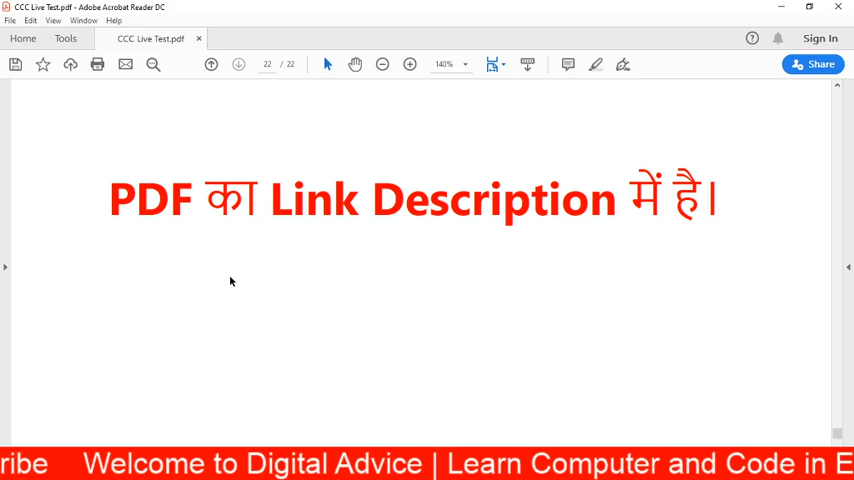 CCC Live Test.pdf - Adobe Acrobat Reader DC
File Edit View Window Help
Home Tools CCC Live Test.pdf × Sign In
22 / 22 140% Share
PDF का Link Description में है।
ribe Welcome to Digital Advice | Learn Computer and Code in E